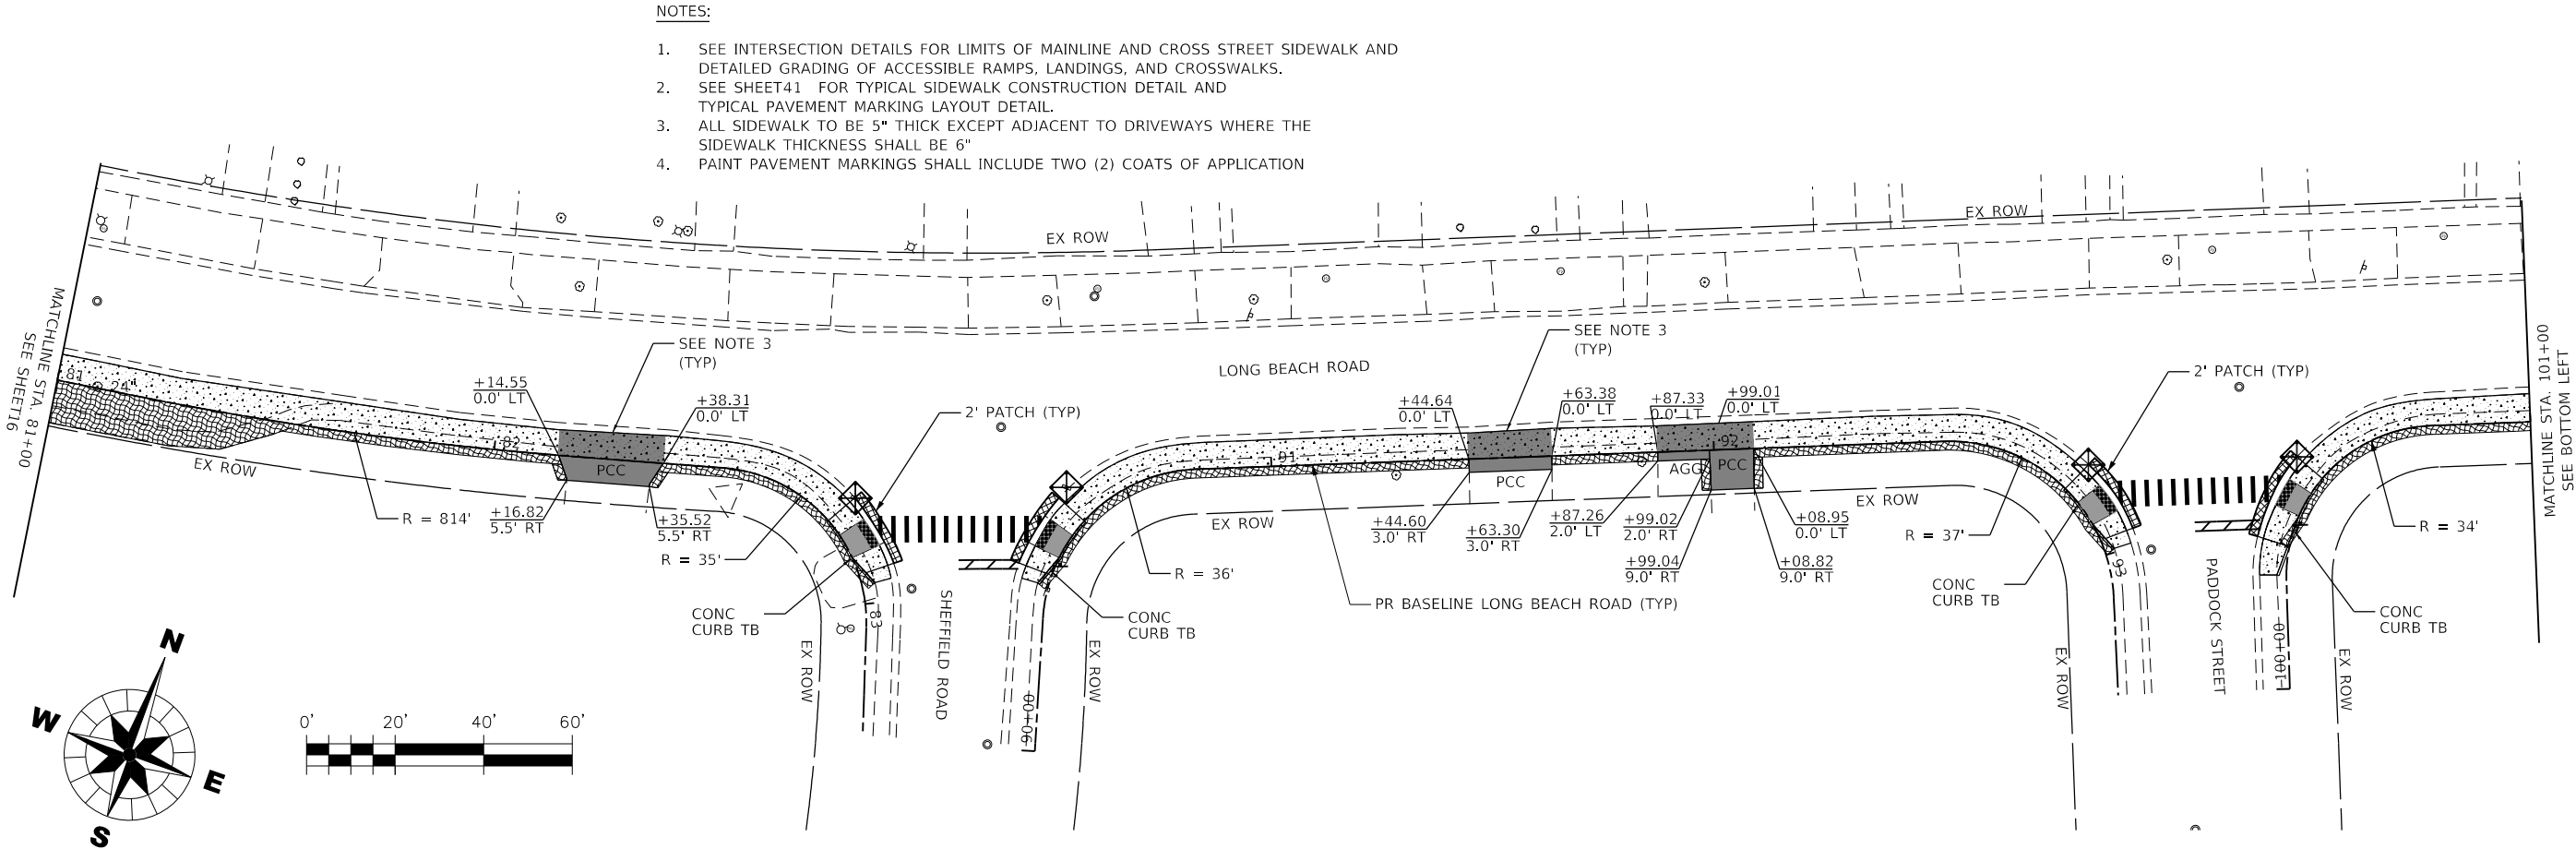 NOTES:
1. SEE INTERSECTION DETAILS FOR LIMITS OF MAINLINE AND CROSS STREET SIDEWALK AND
DETAILED GRADING OF ACCESSIBLE RAMPS, LANDINGS, AND CROSSWALKS.
2. SEE SHEET41 FOR TYPICAL SIDEWALK CONSTRUCTION DETAIL AND
TYPICAL PAVEMENT MARKING LAYOUT DETAIL.
3. ALL SIDEWALK TO BE 5" THICK EXCEPT ADJACENT TO DRIVEWAYS WHERE THE
SIDEWALK THICKNESS SHALL BE 6"
4. PAINT PAVEMENT MARKINGS SHALL INCLUDE TWO (2) COATS OF APPLICATION
EX ROW
EX ROW
MATCHLINE STA. 81+00
SEE SHEET16
81
24"
SEE NOTE 3
(TYP)
+14.55
0.0' LT
+38.31
0.0' LT
82
PCC
EX ROW
R = 814'
+16.82
5.5' RT
+35.52
5.5' RT
R = 35'
2' PATCH (TYP)
LONG BEACH ROAD
SEE NOTE 3
(TYP)
+44.64
0.0' LT
+63.38
0.0' LT
+87.33
0.0' LT
+99.01
0.0' LT
91
92
PCC
AGG
PCC
EX ROW
EX ROW
+44.60
3.0' RT
+63.30
3.0' RT
+87.26
2.0' LT
+99.02
2.0' RT
+99.04
9.0' RT
+08.95
0.0' LT
+08.82
9.0' RT
R = 36'
R = 37'
R = 34'
2' PATCH (TYP)
MATCHLINE STA. 101+00
SEE BOTTOM LEFT
PR BASELINE LONG BEACH ROAD (TYP)
CONC
CURB TB
CONC
CURB TB
CONC
CURB TB
CONC
CURB TB
83
93
SHEFFIELD ROAD
PADDOCK STREET
EX ROW
EX ROW
EX ROW
EX ROW
90+00
100+00
N
W
E
S
0' 20' 40' 60'